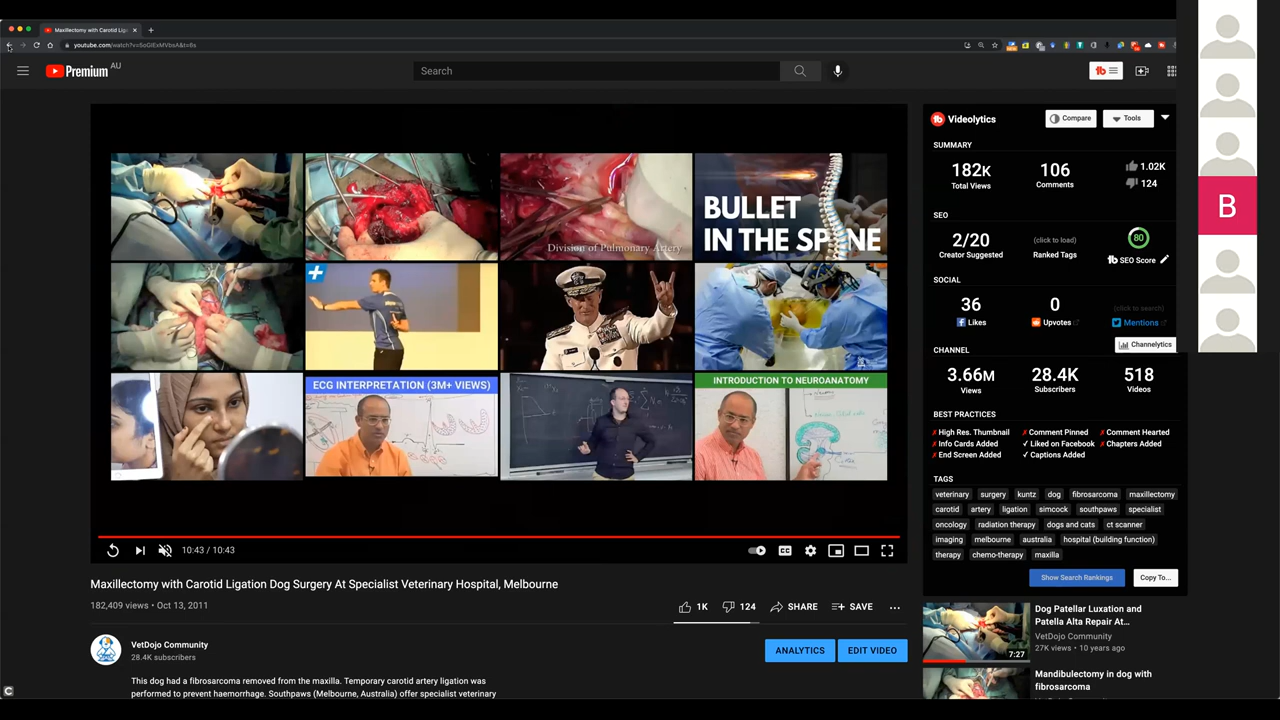 Maxillectomy with Carotid Liga
youtube.com/watch?v=SoGlExMVbsA&t=6s
Premium AU
Search
B
BULLET
IN THE SPINE
Division of Pulmonary Artery
ECG INTERPRETATION (3M+ VIEWS)
INTRODUCTION TO NEUROANATOMY
10:43 / 10:43
Maxillectomy with Carotid Ligation Dog Surgery At Specialist Veterinary Hospital, Melbourne
182,409 views • Oct 13, 2011
1K 124 SHARE SAVE
VetDojo Community
28.4K subscribers
ANALYTICS EDIT VIDEO
This dog had a fibrosarcoma removed from the maxilla. Temporary carotid artery ligation was
performed to prevent haemorrhage. Southpaws (Melbourne, Australia) offer specialist veterinary
Videolytics Compare Tools
SUMMARY
182K 106 1.02K
Total Views Comments 124
SEO
2/20 (click to load) 80
Creator Suggested Ranked Tags SEO Score
SOCIAL
36 0 (click to search)
Likes Upvotes Mentions
Channelytics
CHANNEL
3.66M 28.4K 518
Views Subscribers Videos
BEST PRACTICES
High Res. Thumbnail Comment Pinned Comment Hearted
Info Cards Added Liked on Facebook Chapters Added
End Screen Added Captions Added
TAGS
veterinary surgery kuntz dog fibrosarcoma maxillectomy
carotid artery ligation simcock southpaws specialist
oncology radiation therapy dogs and cats ct scanner
imaging melbourne australia hospital (building function)
therapy chemo-therapy maxilla
Show Search Rankings Copy To...
Dog Patellar Luxation and
Patella Alta Repair At...
VetDojo Community
27K views • 10 years ago
7:27
Mandibulectomy in dog with
fibrosarcoma